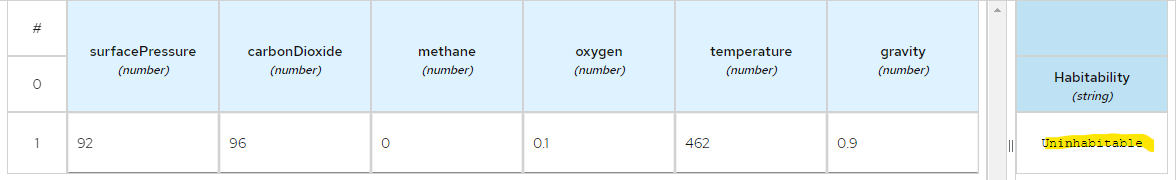 #
surfacePressure carbonDioxide methane oxygen temperature gravity
(number) (number) (number) (number) (number) (number)
0
Habitability
(string)
1 92 96 0 0.1 462 0.9 Uninhabitable